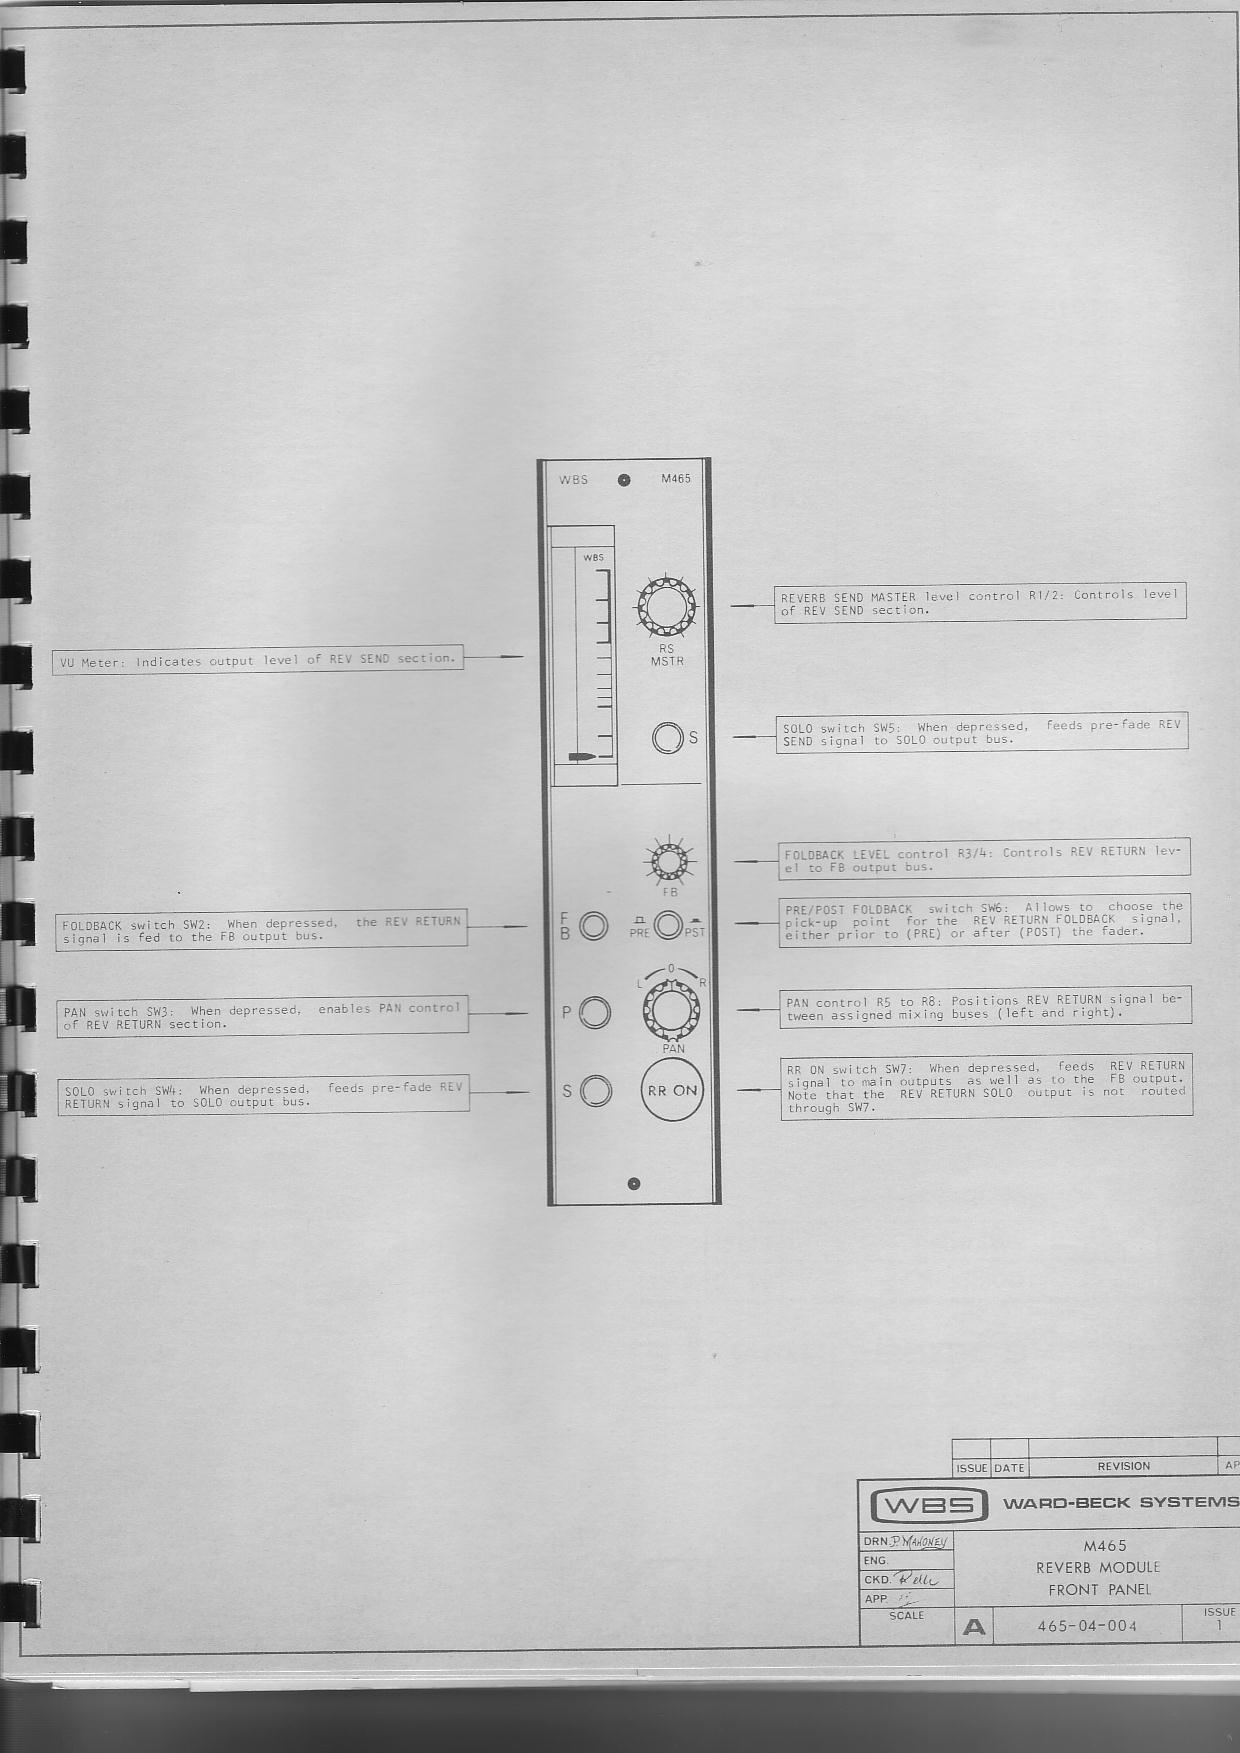 WBS M465
WBS
RS
MSTR
S
FB
F
B
PRE PST
L 0 R
P
PAN
S
RR ON
VU Meter: Indicates output level of REV SEND section.
FOLDBACK switch SW2: When depressed, the REV RETURN
signal is fed to the FB output bus.
PAN switch SW3: When depressed, enables PAN control
of REV RETURN section.
SOLO switch SW4: When depressed, feeds pre-fade REV
RETURN signal to SOLO output bus.
REVERB SEND MASTER level control R1/2: Controls level
of REV SEND section.
SOLO switch SW5: When depressed, feeds pre-fade REV
SEND signal to SOLO output bus.
FOLDBACK LEVEL control R3/4: Controls REV RETURN lev-
el to FB output bus.
PRE/POST FOLDBACK switch SW6: Allows to choose the
pick-up point for the REV RETURN FOLDBACK signal,
either prior to (PRE) or after (POST) the fader.
PAN control R5 to R8: Positions REV RETURN signal be-
tween assigned mixing buses (left and right).
RR ON switch SW7: When depressed, feeds REV RETURN
signal to main outputs as well as to the FB output.
Note that the REV RETURN SOLO output is not routed
through SW7.
ISSUE DATE REVISION AP
WBS WARD-BECK SYSTEMS
DRN. P. MAHONEY
ENG.
CKD.
APP.
SCALE
M465
REVERB MODULE
FRONT PANEL
A 465-04-004
ISSUE
1